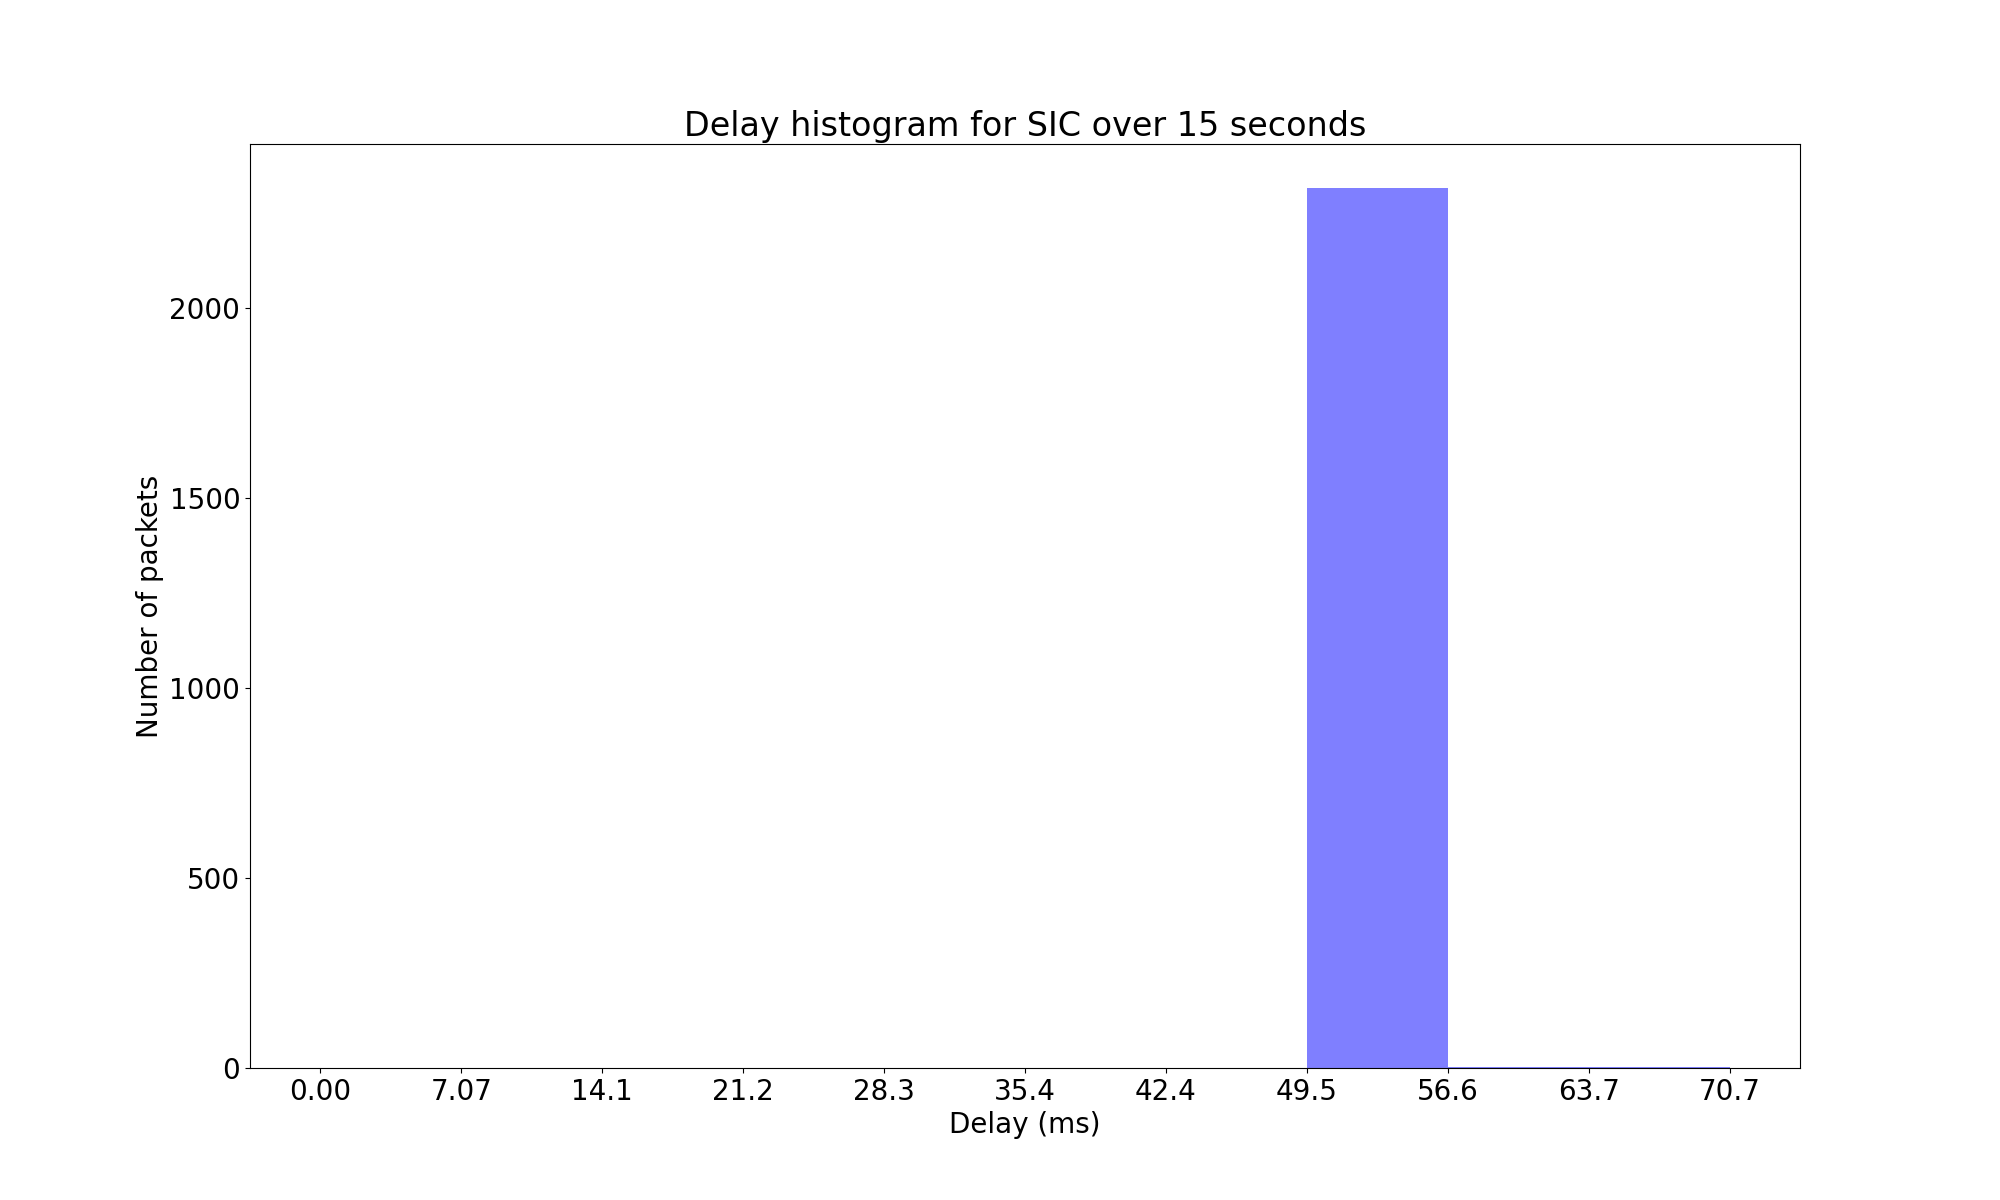 Delay histogram for SIC over 15 seconds
Number of packets
2000
1500
1000
500
0
0.00 7.07 14.1 21.2 28.3 35.4 42.4 49.5 56.6 63.7 70.7
Delay (ms)